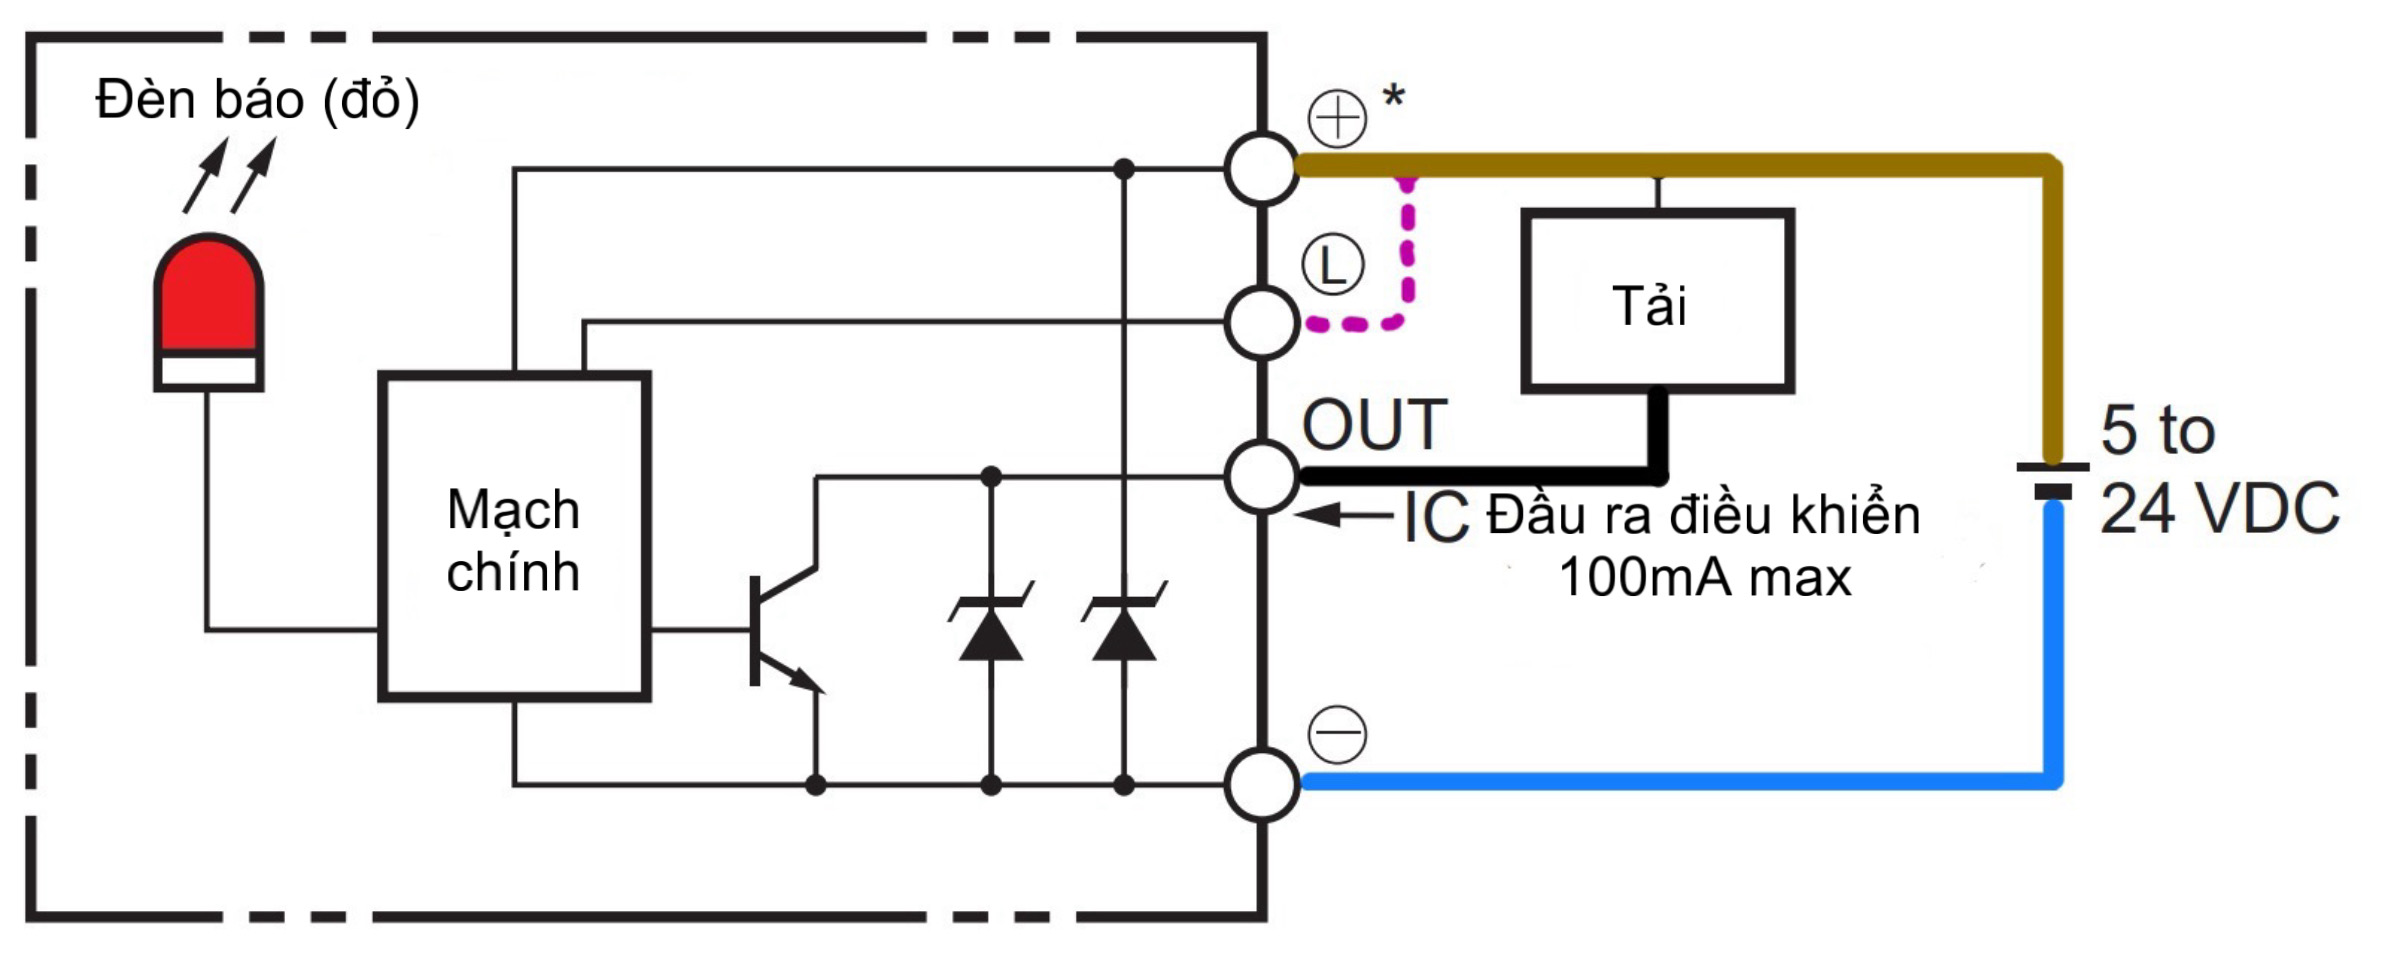 Đèn báo (đỏ)
⊕ *
Ⓛ
Tải
OUT
5 to
24 VDC
Mạch
chính
IC Đầu ra điều khiển
100mA max
⊖